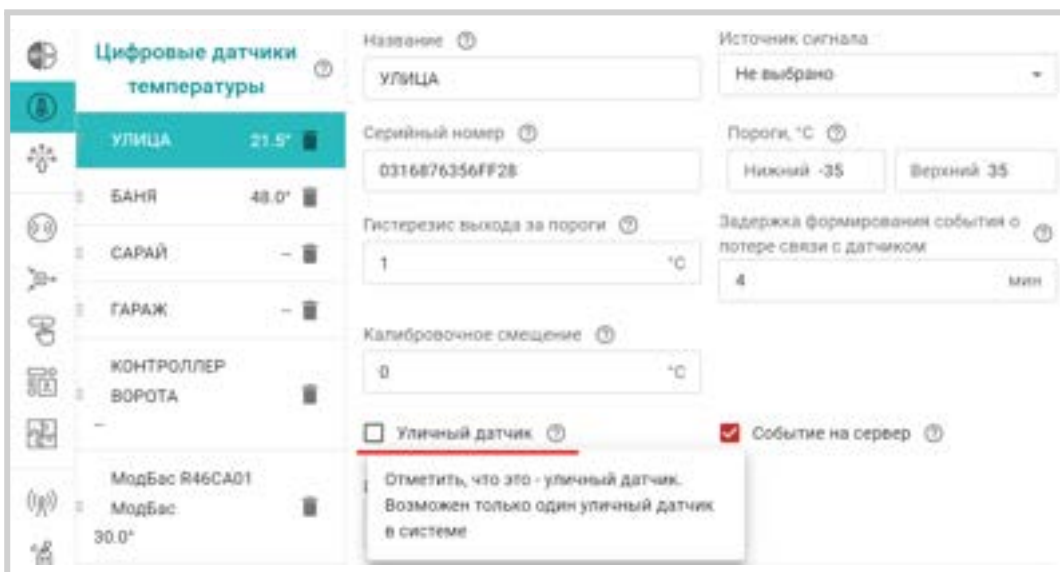 Цифровые датчики
температуры
УЛИЦА 21.5°
БАНЯ 48.0°
САРАЙ –
ГАРАЖ –
КОНТРОЛЛЕР
ВОРОТА
–
МодБас R46CA01
МодБас
30.0°
Название
УЛИЦА
Источник сигнала
Не выбрано
Серийный номер
0316876356FF28
Пороги, °C
Нижний -35
Верхний 35
Гистерезис выхода за пороги
1 °C
Задержка формирования события о
потере связи с датчиком
4 мин
Калибровочное смещение
0 °C
Уличный датчик
Событие на сервер
Отметить, что это - уличный датчик.
Возможен только один уличный датчик
в системе